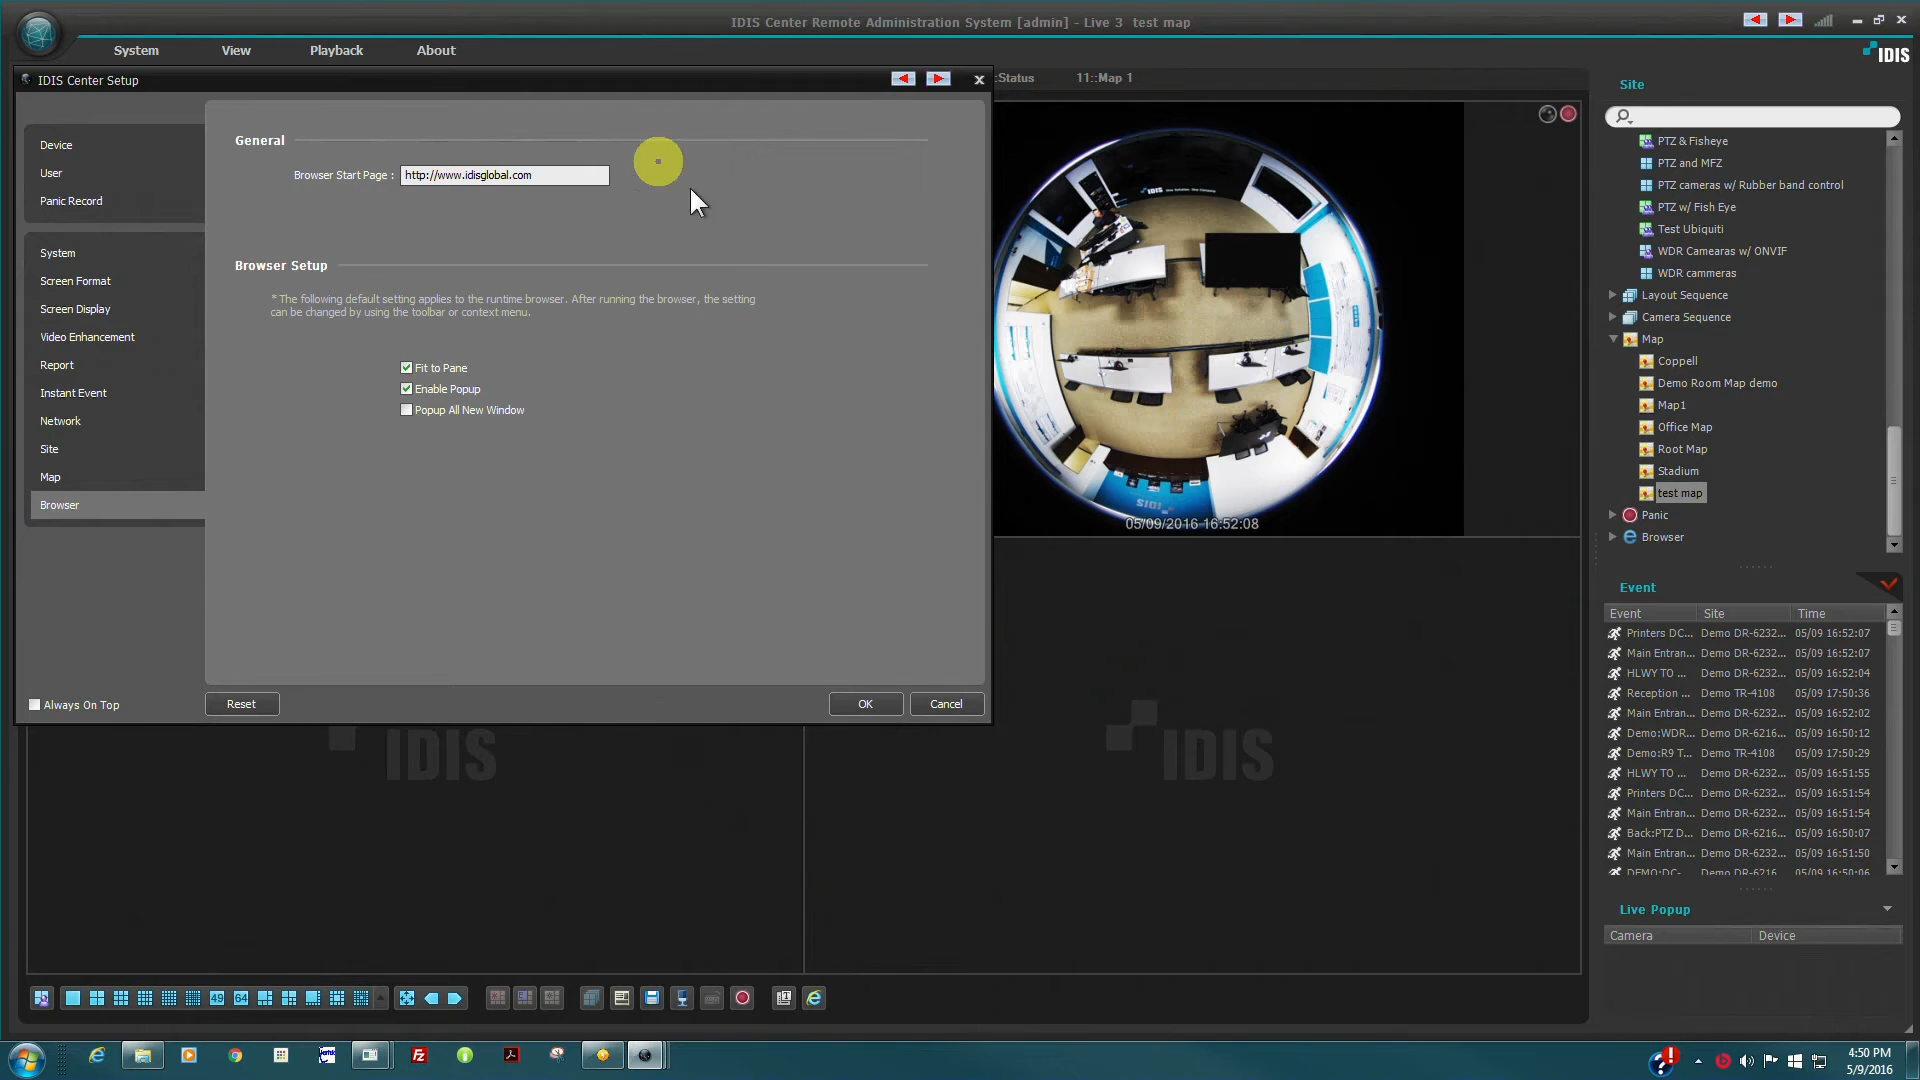 IDIS Center Remote Administration System [admin] - Live 3 test map
System
View
Playback
About
IDIS
IDIS Center Setup
:Status
11::Map 1
Device
User
Panic Record
System
Screen Format
Screen Display
Video Enhancement
Report
Instant Event
Network
Site
Map
Browser
General
Browser Start Page :
http://www.idisglobal.com
Browser Setup
* The following default setting applies to the runtime browser. After running the browser, the setting
can be changed by using the toolbar or context menu.
Fit to Pane
Enable Popup
Popup All New Window
Always On Top
Reset
OK
Cancel
IDIS
IDIS
05/09/2016 16:52:08
IDIS
IDIS
Site
PTZ & Fisheye
PTZ and MFZ
PTZ cameras w/ Rubber band control
PTZ w/ Fish Eye
Test Ubiquiti
WDR Camearas w/ ONVIF
WDR cammeras
Layout Sequence
Camera Sequence
Map
Coppell
Demo Room Map demo
Map1
Office Map
Root Map
Stadium
test map
Panic
Browser
Event
Event Site Time
Printers DC... Demo DR-6232... 05/09 16:52:07
Main Entran... Demo DR-6232... 05/09 16:52:07
HLWY TO ... Demo DR-6232... 05/09 16:52:04
Reception ... Demo TR-4108 05/09 17:50:36
Main Entran... Demo DR-6232... 05/09 16:52:02
Demo:WDR... Demo DR-6216... 05/09 16:50:12
Demo:R9 T... Demo TR-4108 05/09 17:50:29
HLWY TO ... Demo DR-6232... 05/09 16:51:55
Printers DC... Demo DR-6232... 05/09 16:51:54
Main Entran... Demo DR-6232... 05/09 16:51:54
Back:PTZ D... Demo DR-6216... 05/09 16:50:07
Main Entran... Demo DR-6232... 05/09 16:51:50
DEMO:DC- Demo DR-6216 05/09 16:50:06
Live Popup
Camera Device
49
64
4:50 PM
5/9/2016